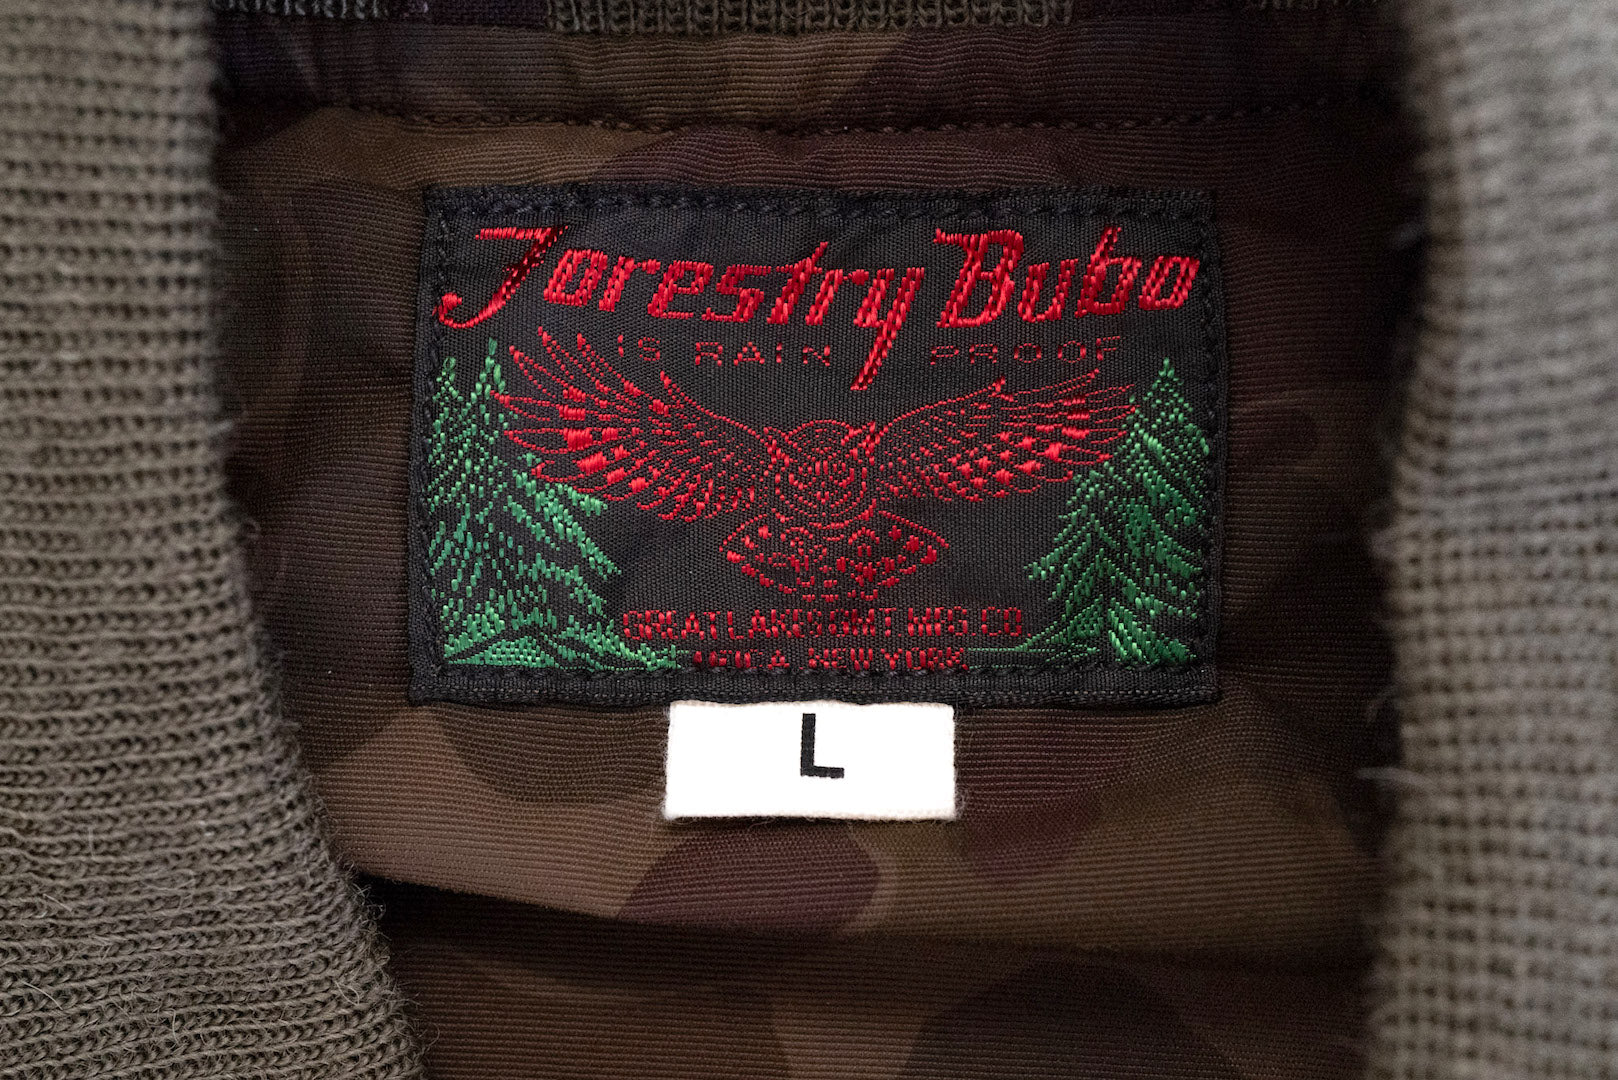 Forestry Bubo
IS RAIN PROOF
GREAT LAKES GMT. MFG. CO
UTICA NEW YORK
L